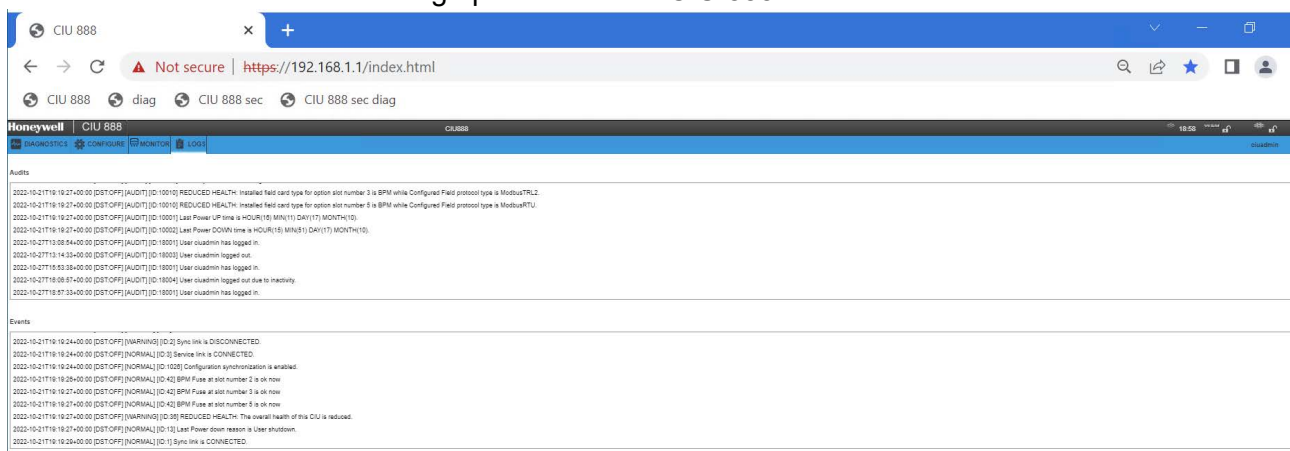 CIU 888
Not secure | https://192.168.1.1/index.html
CIU 888 diag CIU 888 sec CIU 888 sec diag
Honeywell CIU 888 CIU888 18:58
DIAGNOSTICS CONFIGURE MONITOR LOGS ciuadmin
Audits
2022-10-21T19:19:27+00:00 [DST:OFF] [AUDIT] [ID:10010] REDUCED HEALTH: Installed field card type for option slot number 3 is BPM while Configured Field protocol type is ModbusTRL2.
2022-10-21T19:19:27+00:00 [DST:OFF] [AUDIT] [ID:10010] REDUCED HEALTH: Installed field card type for option slot number 5 is BPM while Configured Field protocol type is ModbusRTU.
2022-10-21T19:19:27+00:00 [DST:OFF] [AUDIT] [ID:10001] Last Power UP time is HOUR(16) MIN(11) DAY(17) MONTH(10).
2022-10-21T19:19:27+00:00 [DST:OFF] [AUDIT] [ID:10002] Last Power DOWN time is HOUR(15) MIN(51) DAY(17) MONTH(10).
2022-10-27T13:08:54+00:00 [DST:OFF] [AUDIT] [ID:18001] User ciuadmin has logged in.
2022-10-27T13:14:33+00:00 [DST:OFF] [AUDIT] [ID:18003] User ciuadmin logged out.
2022-10-27T15:53:38+00:00 [DST:OFF] [AUDIT] [ID:18001] User ciuadmin has logged in.
2022-10-27T16:06:57+00:00 [DST:OFF] [AUDIT] [ID:18004] User ciuadmin logged out due to inactivity.
2022-10-27T18:57:33+00:00 [DST:OFF] [AUDIT] [ID:18001] User ciuadmin has logged in.
Events
2022-10-21T19:19:24+00:00 [DST:OFF] [WARNING] [ID:2] Sync link is DISCONNECTED.
2022-10-21T19:19:24+00:00 [DST:OFF] [NORMAL] [ID:3] Service link is CONNECTED.
2022-10-21T19:19:24+00:00 [DST:OFF] [NORMAL] [ID:1026] Configuration synchronization is enabled.
2022-10-21T19:19:26+00:00 [DST:OFF] [NORMAL] [ID:42] BPM Fuse at slot number 2 is ok now
2022-10-21T19:19:27+00:00 [DST:OFF] [NORMAL] [ID:42] BPM Fuse at slot number 3 is ok now
2022-10-21T19:19:27+00:00 [DST:OFF] [NORMAL] [ID:42] BPM Fuse at slot number 5 is ok now
2022-10-21T19:19:27+00:00 [DST:OFF] [WARNING] [ID:36] REDUCED HEALTH: The overall health of this CIU is reduced.
2022-10-21T19:19:27+00:00 [DST:OFF] [NORMAL] [ID:13] Last Power down reason is User shutdown.
2022-10-21T19:19:29+00:00 [DST:OFF] [NORMAL] [ID:1] Sync link is CONNECTED.